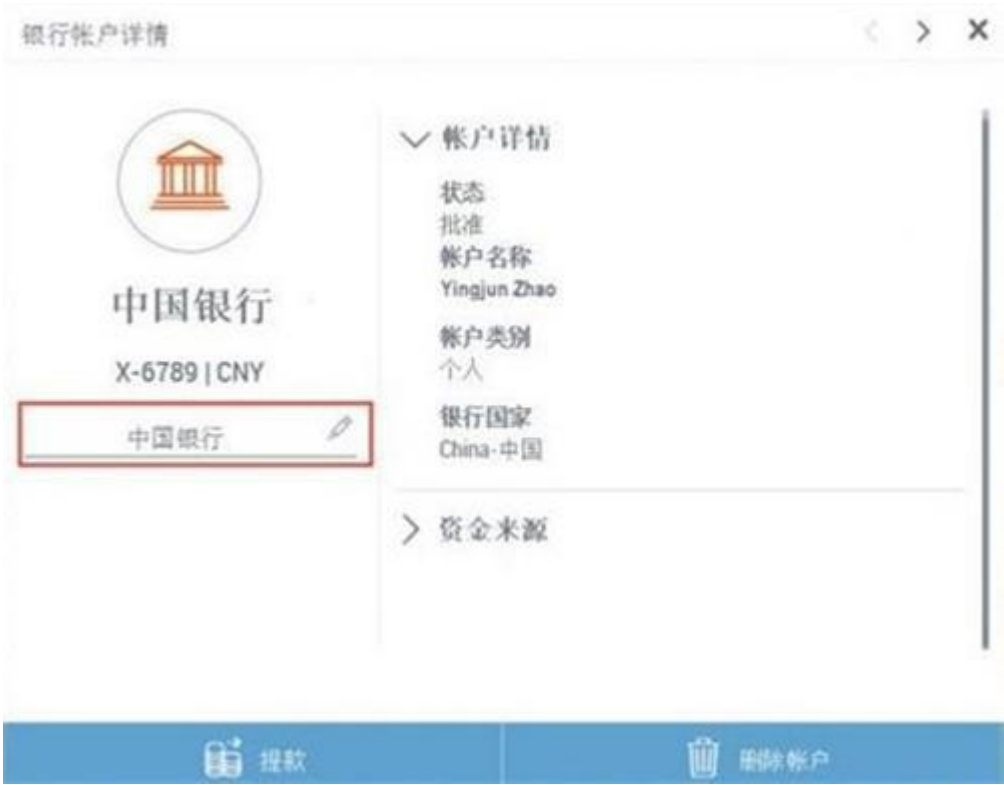 银行帐户详情
中国银行
X-6789 | CNY
中国银行
帐户详情
状态
批准
帐户名称
Yingjun Zhao
帐户类别
个人
银行国家
China-中国
资金来源
提款
删除帐户